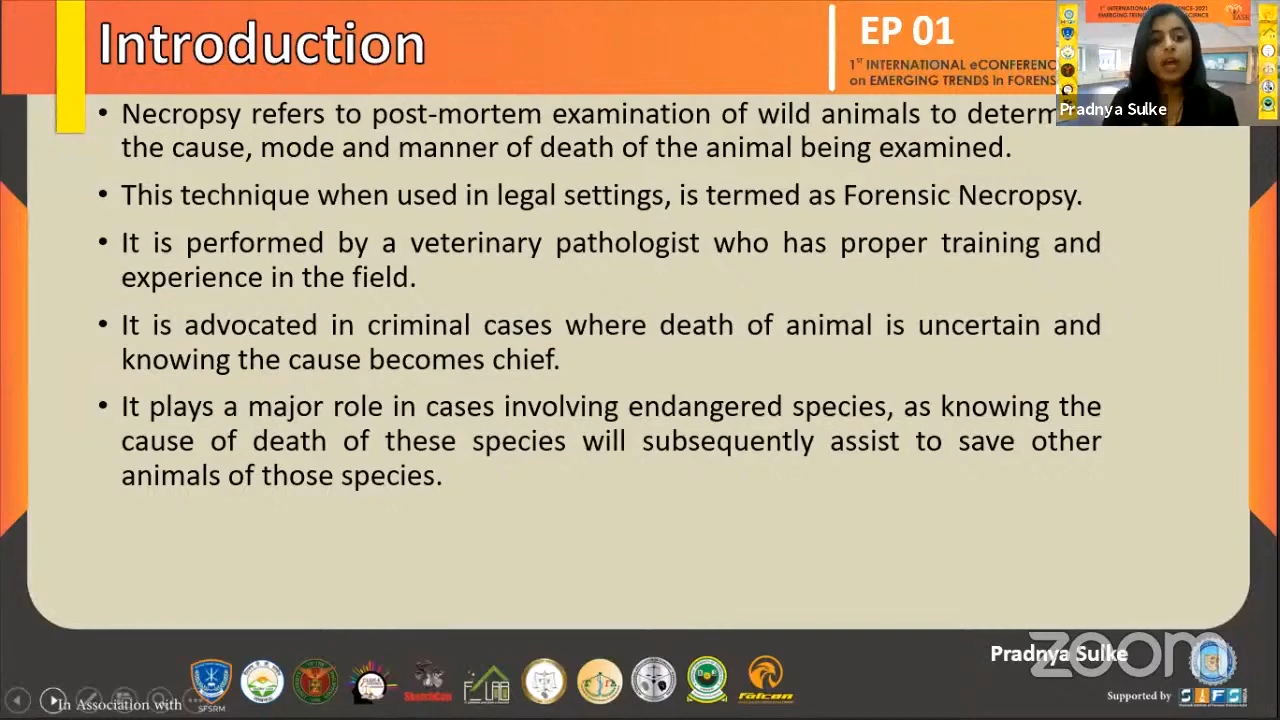 Introduction
EP 01
1ST INTERNATIONAL eCONFERENC
on EMERGING TRENDS in FORENS
1ST INTERNATIONAL
Pradnya Sulke
• Necropsy refers to post-mortem examination of wild animals to determ
the cause, mode and manner of death of the animal being examined.
• This technique when used in legal settings, is termed as Forensic Necropsy.
• It is performed by a veterinary pathologist who has proper training and
experience in the field.
• It is advocated in criminal cases where death of animal is uncertain and
knowing the cause becomes chief.
• It plays a major role in cases involving endangered species, as knowing the
cause of death of these species will subsequently assist to save other
animals of those species.
Pradnya Sulke
zoom
In Association with
SFSRM
falcon
Supported by
SIFS